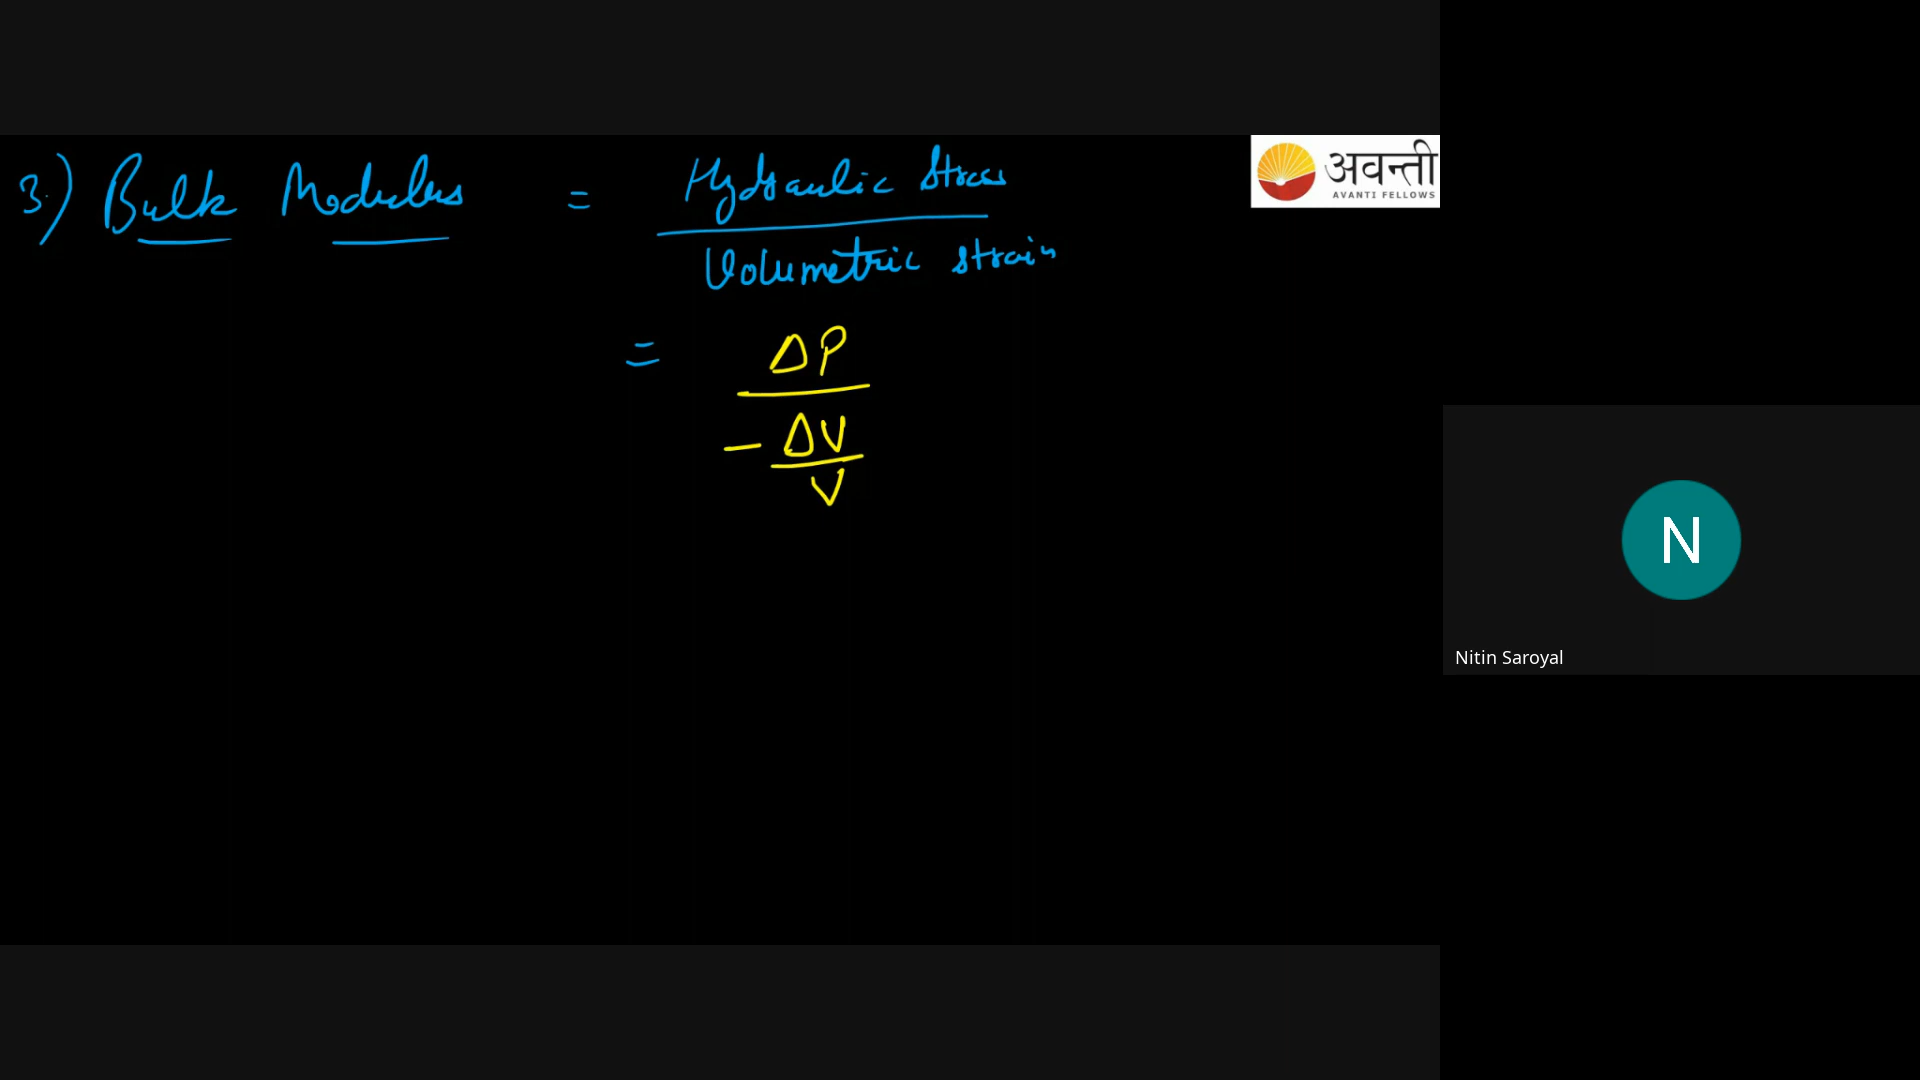 3.) Bulk Modulus = Hydraulic Stress
Volumetric strain
= ΔP
- ΔV
V
अवन्ती
AVANTI FELLOWS
N
Nitin Saroyal